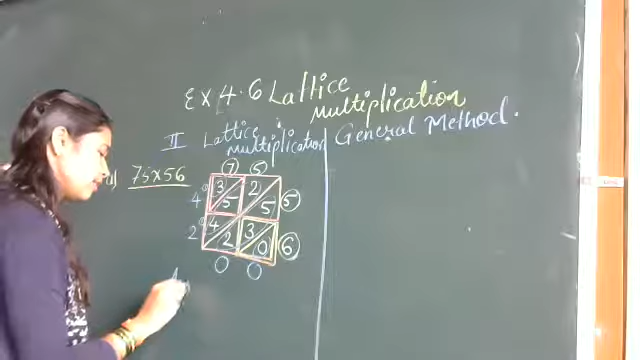 Ex 4.6 Lattice
multiplication
II Lattice
multiplication
General Method.
a) 75x56
7 5
4 3 5 2 5 5
2 4 2 3 0 6
0 0